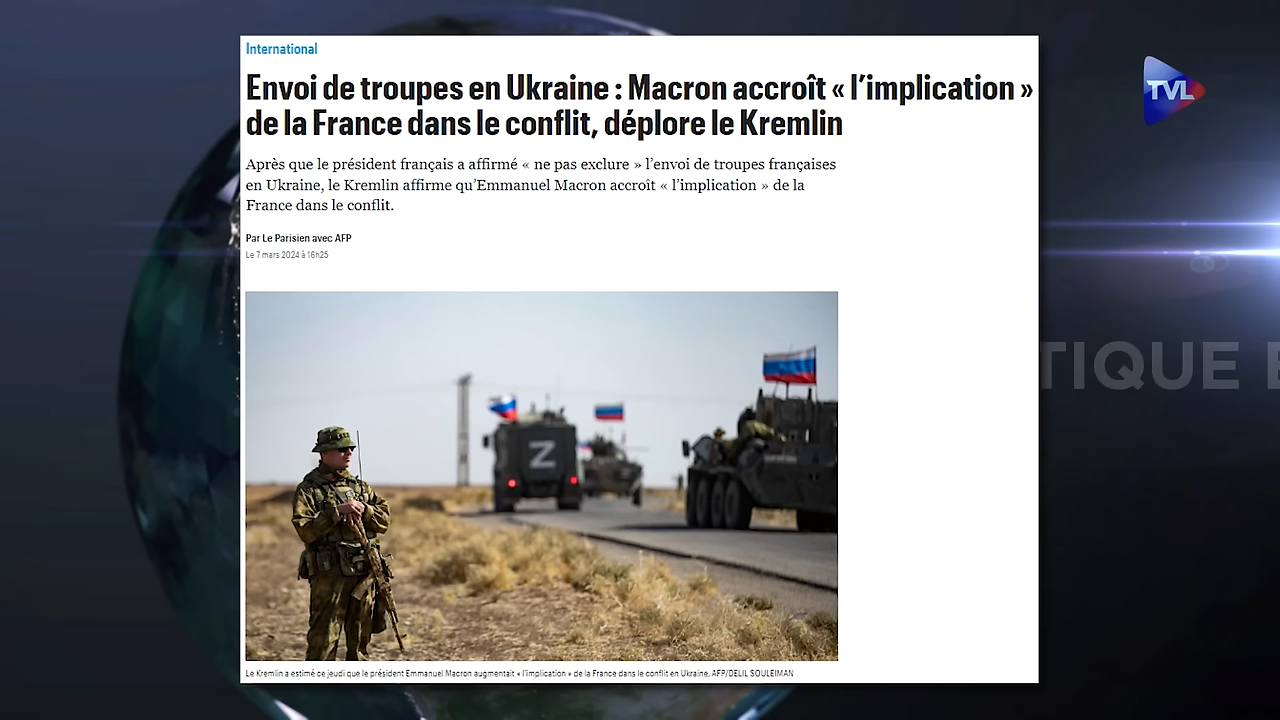 International
Envoi de troupes en Ukraine : Macron accroît « l’implication »
de la France dans le conflit, déplore le Kremlin
Après que le président français a affirmé « ne pas exclure » l’envoi de troupes françaises
en Ukraine, le Kremlin affirme qu’Emmanuel Macron accroît « l’implication » de la
France dans le conflit.
Par Le Parisien avec AFP
Le 7 mars 2024 à 16h25
TVL
TIQUE E
Z
Le Kremlin a estimé ce jeudi que le président Emmanuel Macron augmentait « l’implication » de la France dans le conflit en Ukraine. AFP/DELIL SOULEIMAN